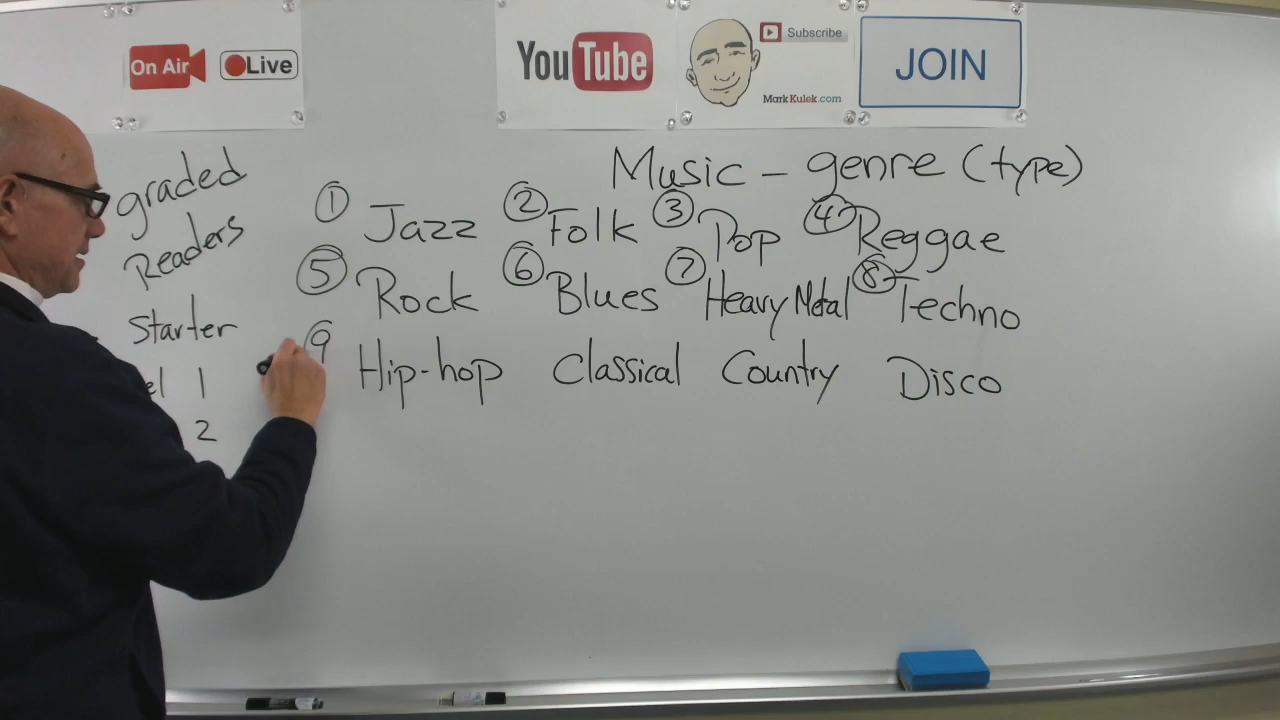 On Air Live
YouTube
Subscribe
MarkKulek.com
JOIN
graded
Readers
Starter
el 1
2
Music - genre (type)
① Jazz ② Folk ③ Pop ④ Reggae
⑤ Rock ⑥ Blues ⑦ Heavy Metal ⑧ Techno
9 Hip-hop Classical Country Disco